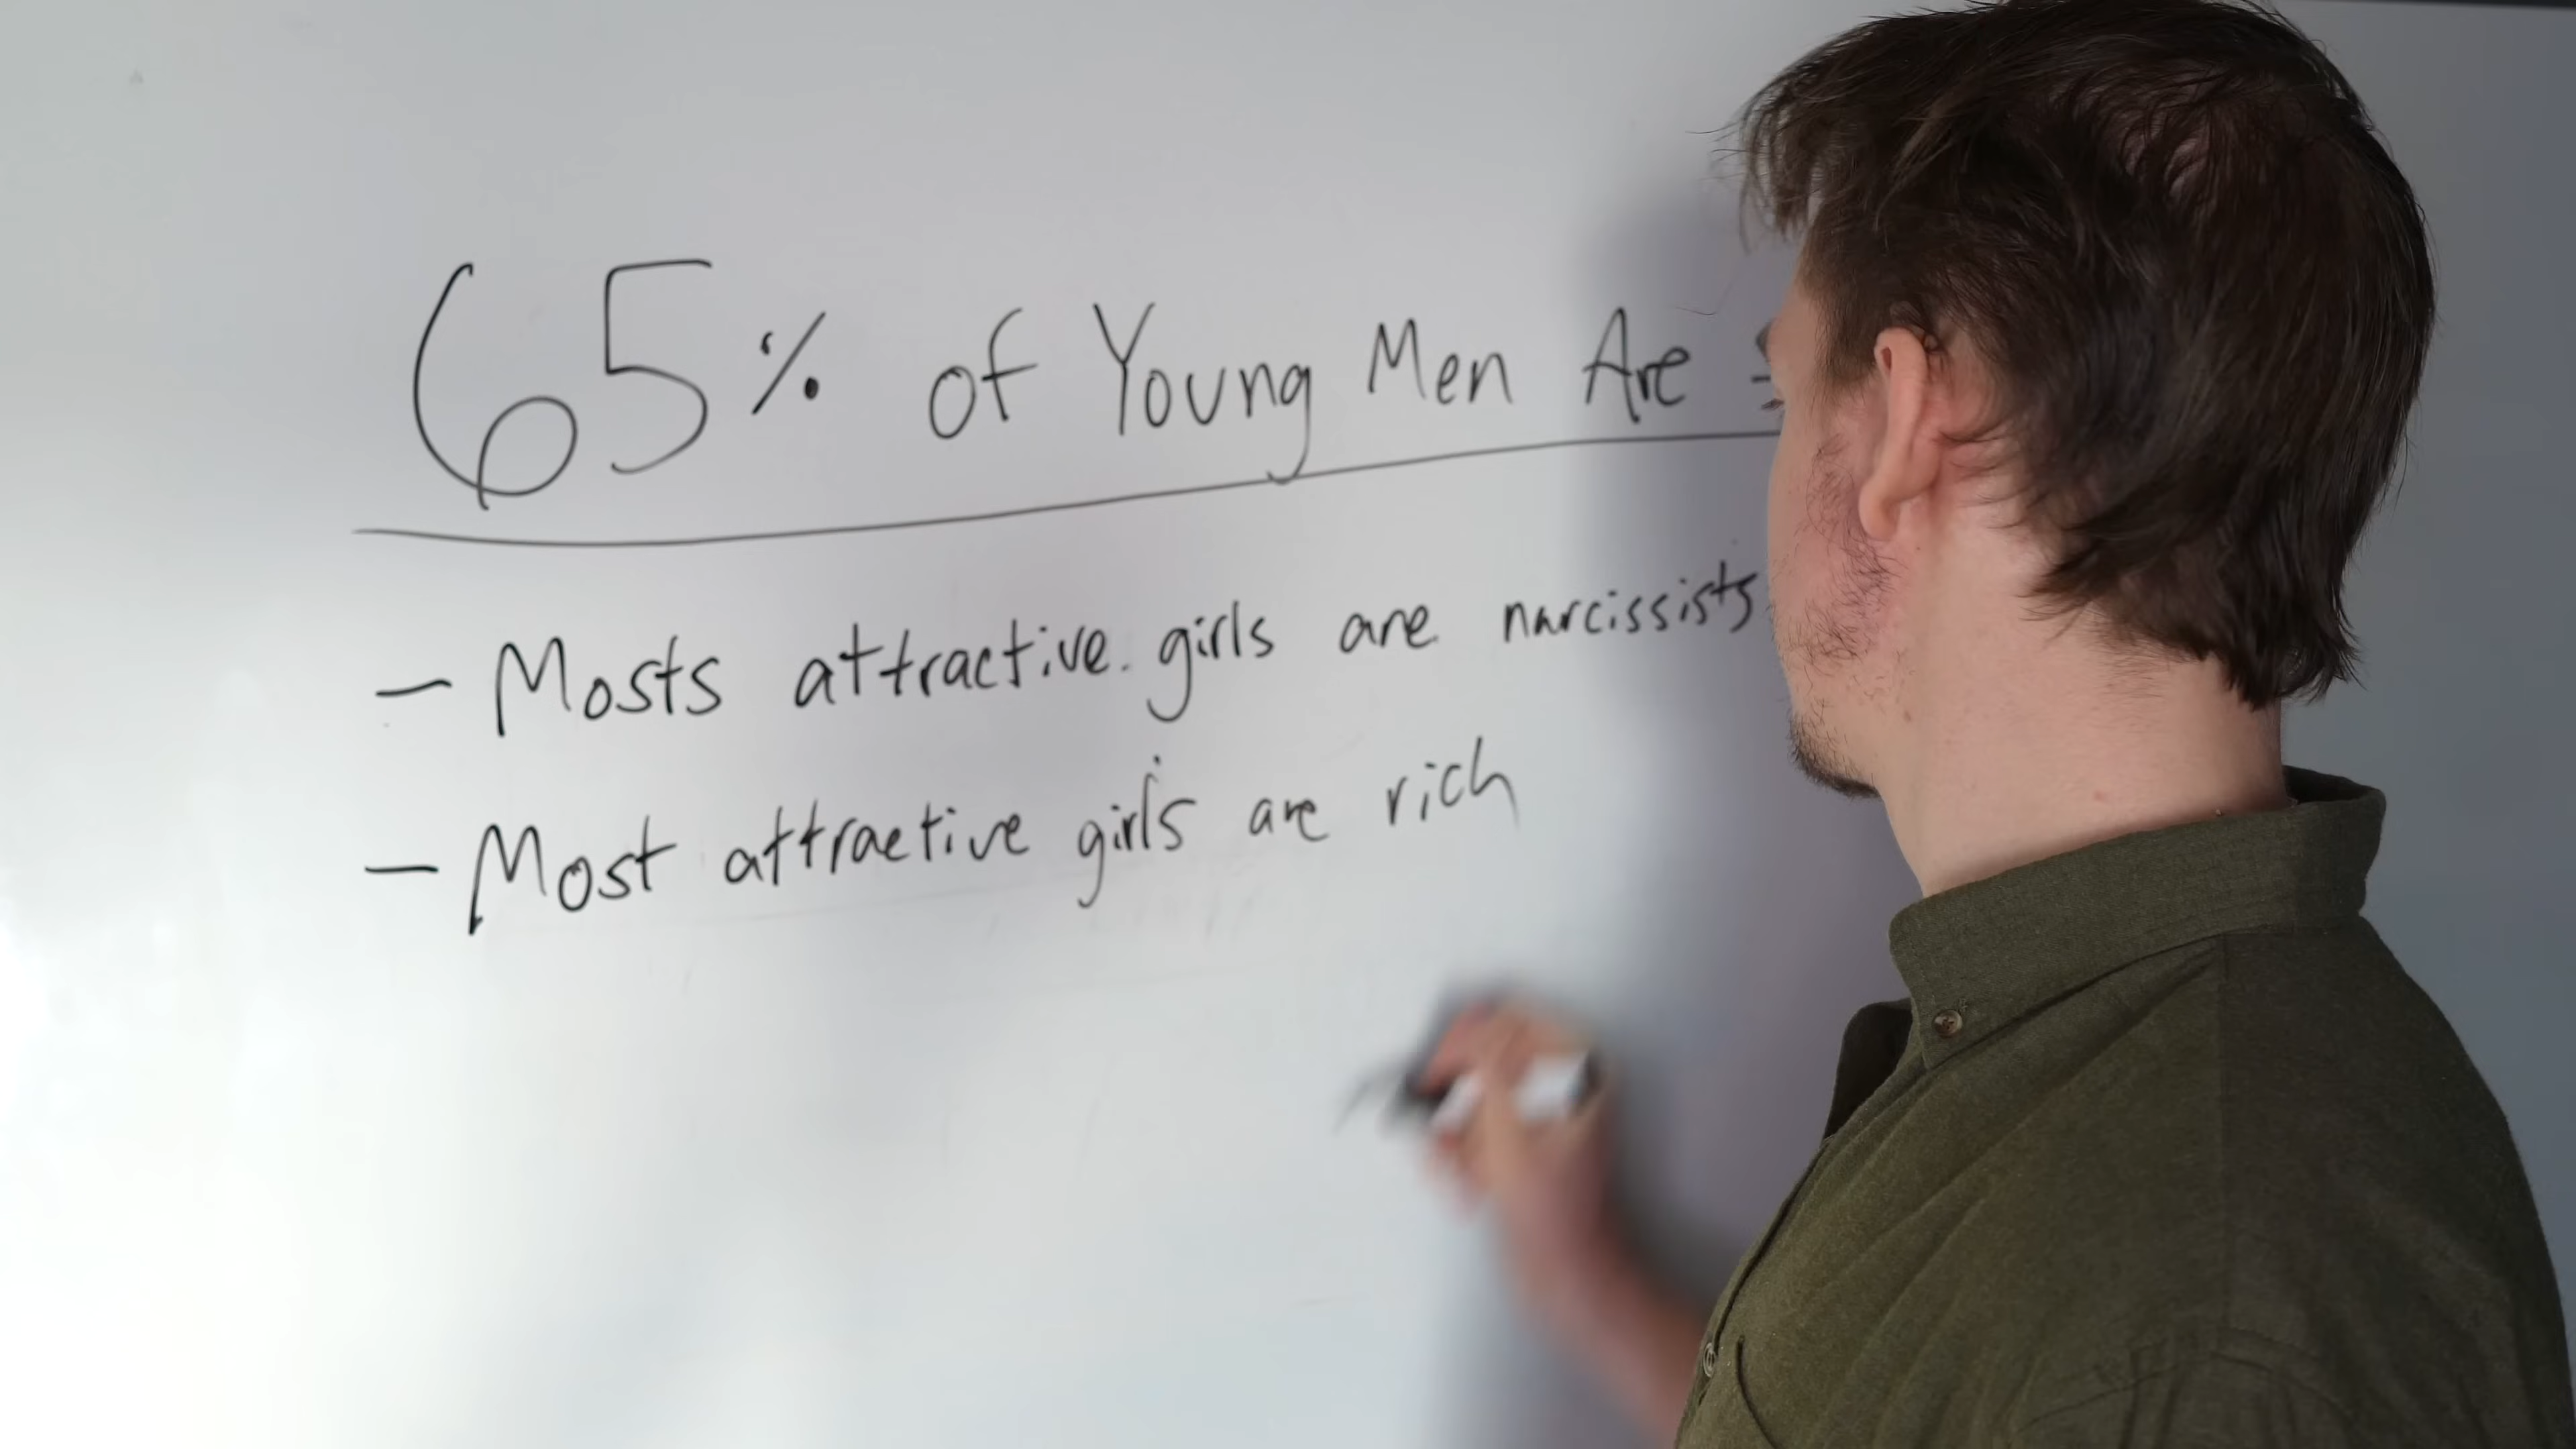 65% of Young Men Are
- Mosts attractive girls are narcissists
- Most attractive girls are rich